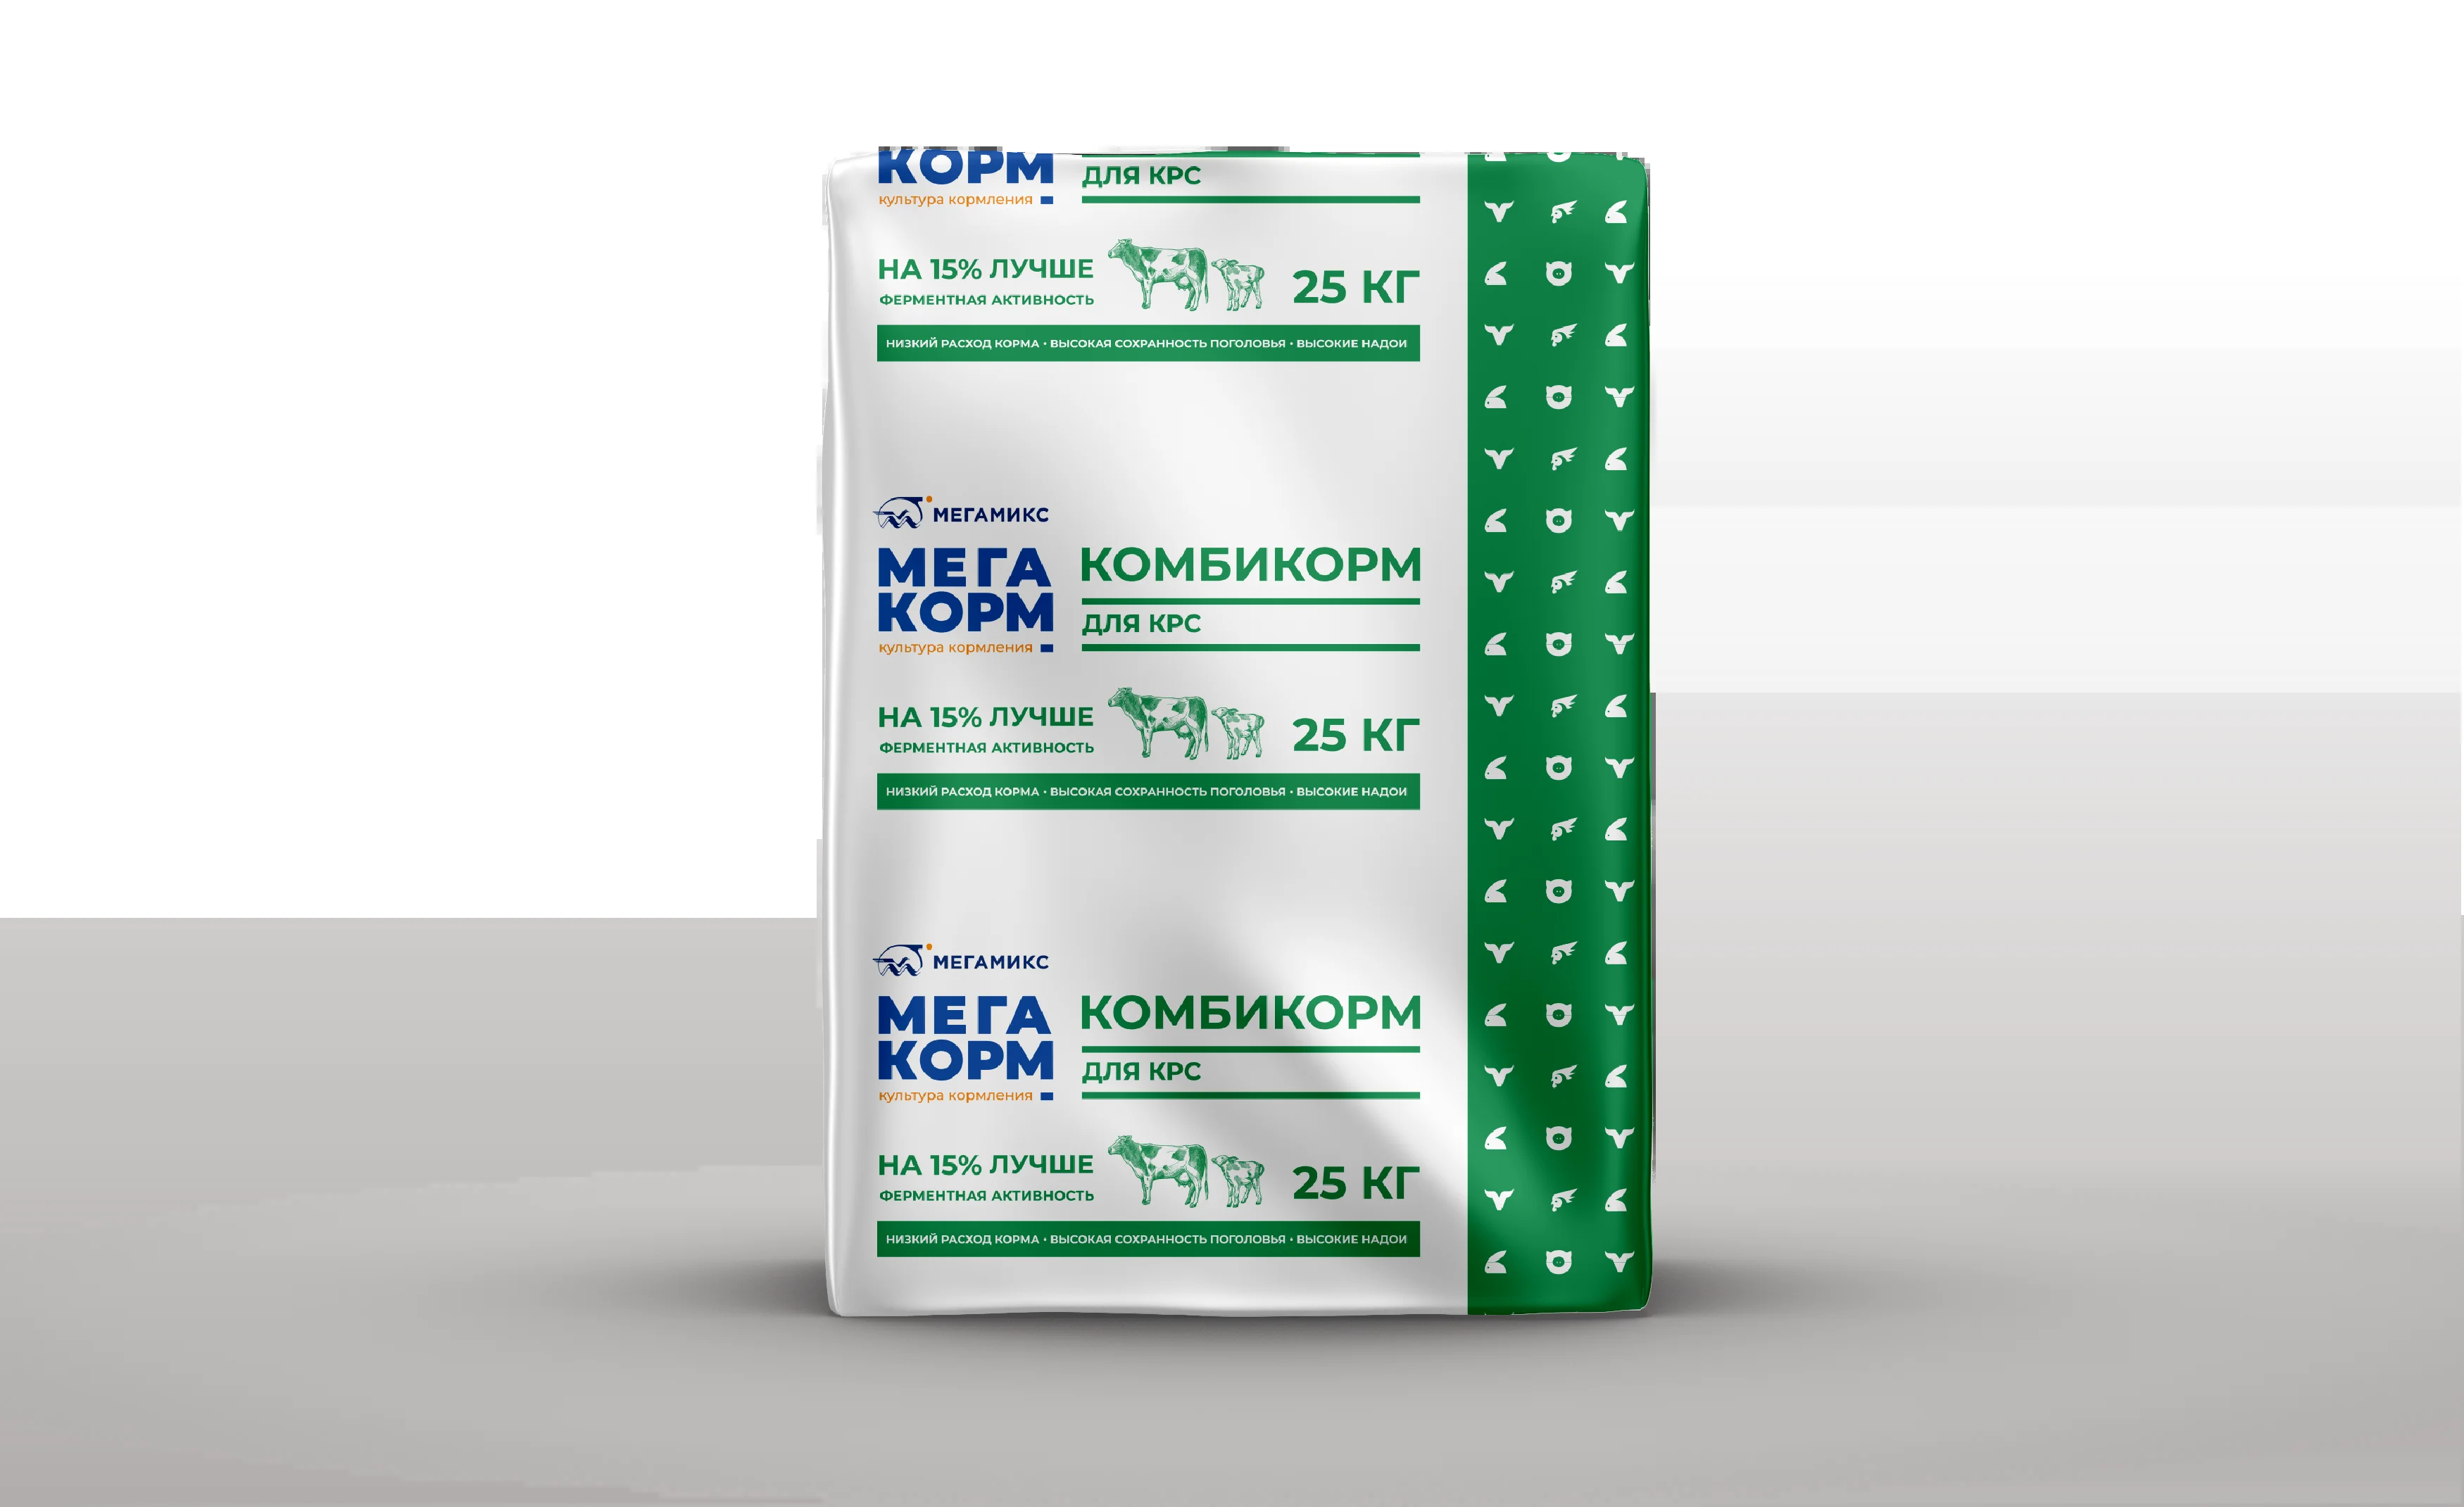 КОРМ
ДЛЯ КРС
культура кормления
НА 15% ЛУЧШЕ
ФЕРМЕНТНАЯ АКТИВНОСТЬ
25 КГ
НИЗКИЙ РАСХОД КОРМА • ВЫСОКАЯ СОХРАННОСТЬ ПОГОЛОВЬЯ • ВЫСОКИЕ НАДОИ
МЕГАМИКС
МЕГА
КОРМ
культура кормления
КОМБИКОРМ
ДЛЯ КРС
НА 15% ЛУЧШЕ
ФЕРМЕНТНАЯ АКТИВНОСТЬ
25 КГ
НИЗКИЙ РАСХОД КОРМА • ВЫСОКАЯ СОХРАННОСТЬ ПОГОЛОВЬЯ • ВЫСОКИЕ НАДОИ
МЕГАМИКС
МЕГА
КОРМ
культура кормления
КОМБИКОРМ
ДЛЯ КРС
НА 15% ЛУЧШЕ
ФЕРМЕНТНАЯ АКТИВНОСТЬ
25 КГ
НИЗКИЙ РАСХОД КОРМА • ВЫСОКАЯ СОХРАННОСТЬ ПОГОЛОВЬЯ • ВЫСОКИЕ НАДОИ